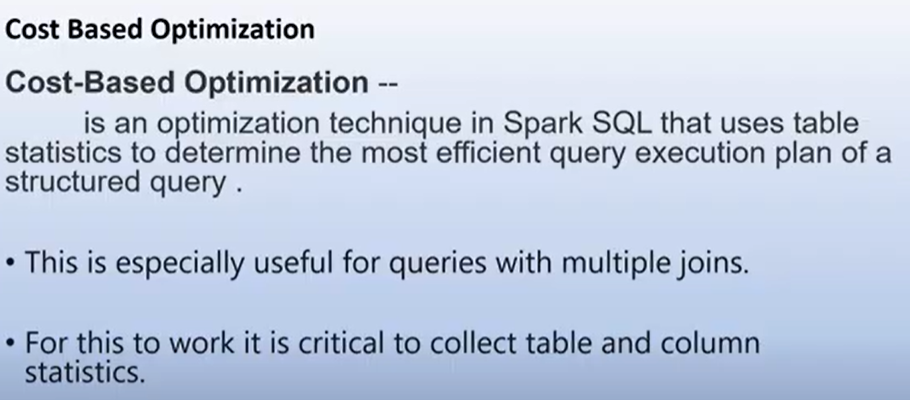 Cost Based Optimization
Cost-Based Optimization --
is an optimization technique in Spark SQL that uses table
statistics to determine the most efficient query execution plan of a
structured query .
• This is especially useful for queries with multiple joins.
• For this to work it is critical to collect table and column
statistics.